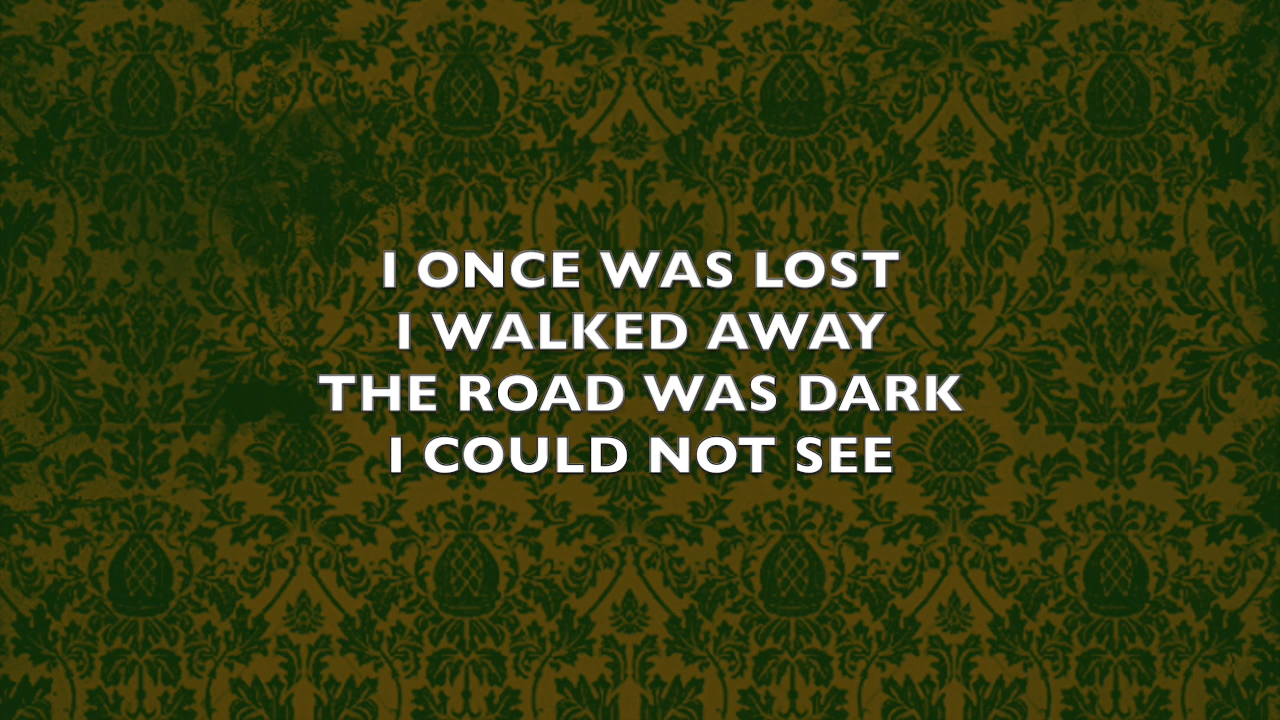 I ONCE WAS LOST
I WALKED AWAY
THE ROAD WAS DARK
I COULD NOT SEE